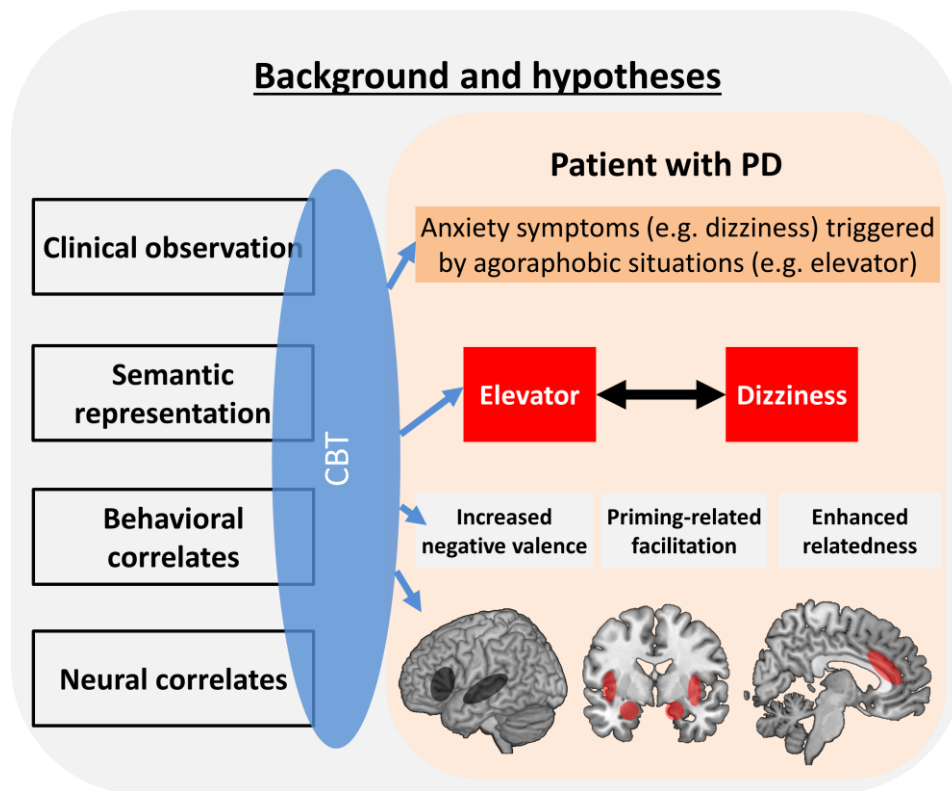 Background and hypotheses
Patient with PD
Clinical observation
Anxiety symptoms (e.g. dizziness) triggered
by agoraphobic situations (e.g. elevator)
Semantic
representation
CBT
Elevator
Dizziness
Behavioral
correlates
Increased
negative valence
Priming-related
facilitation
Enhanced
relatedness
Neural correlates